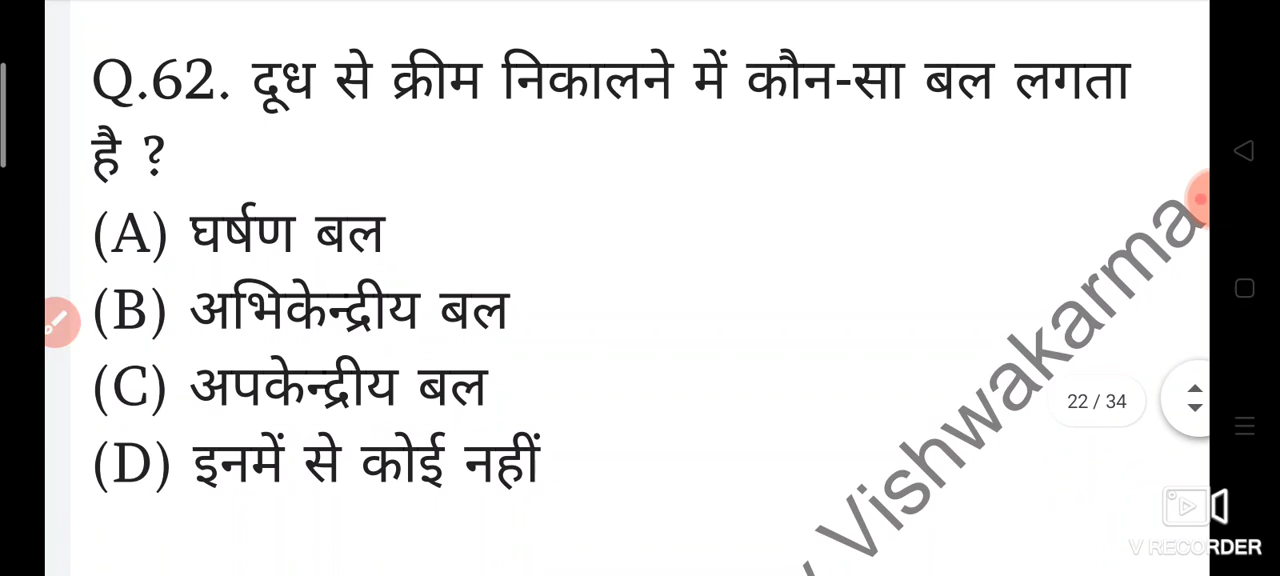 Q.62. दूध से क्रीम निकालने में कौन-सा बल लगता
है ?
(A) घर्षण बल
(B) अभिकेन्द्रीय बल
(C) अपकेन्द्रीय बल
(D) इनमें से कोई नहीं
22 / 34
Vishwakarma
V RECORDER